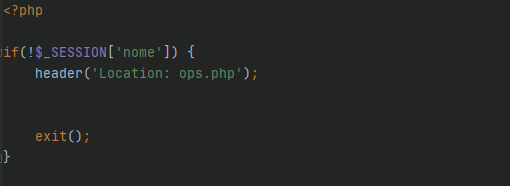 <?php
if(!$_SESSION['nome']) {
    header('Location: ops.php');
    exit();
}